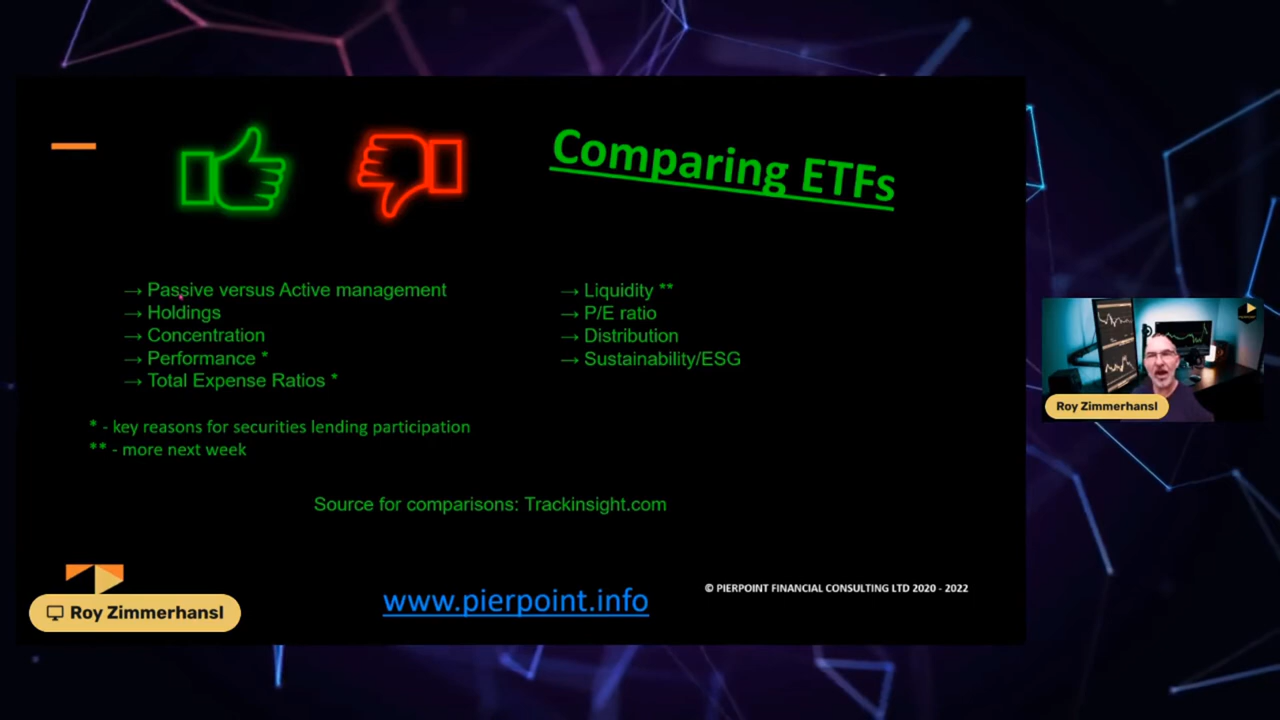 Comparing ETFs
→ Passive versus Active management
→ Holdings
→ Concentration
→ Performance *
→ Total Expense Ratios *
→ Liquidity **
→ P/E ratio
→ Distribution
→ Sustainability/ESG
* - key reasons for securities lending participation
** - more next week
Source for comparisons: Trackinsight.com
Roy Zimmerhansl
www.pierpoint.info
© PIERPOINT FINANCIAL CONSULTING LTD 2020 - 2022
Roy Zimmerhansl